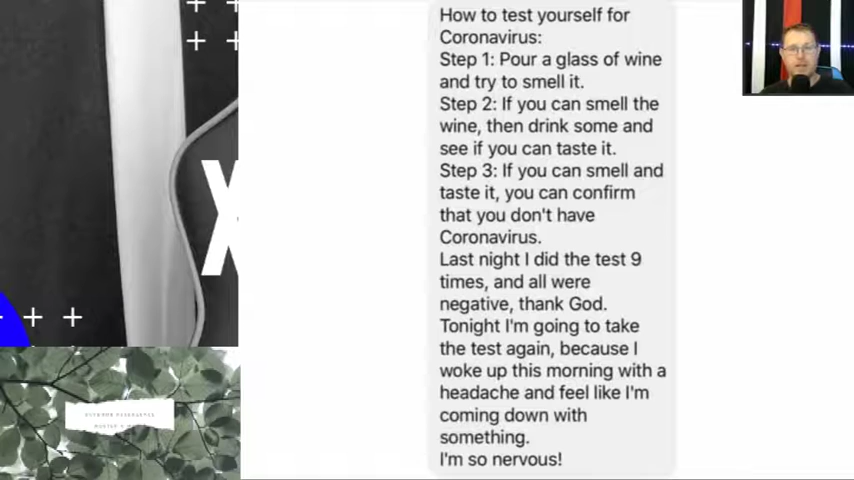 How to test yourself for
Coronavirus:
Step 1: Pour a glass of wine
and try to smell it.
Step 2: If you can smell the
wine, then drink some and
see if you can taste it.
Step 3: If you can smell and
taste it, you can confirm
that you don't have
Coronavirus.
Last night I did the test 9
times, and all were
negative, thank God.
Tonight I'm going to take
the test again, because I
woke up this morning with a
headache and feel like I'm
coming down with
something.
I'm so nervous!